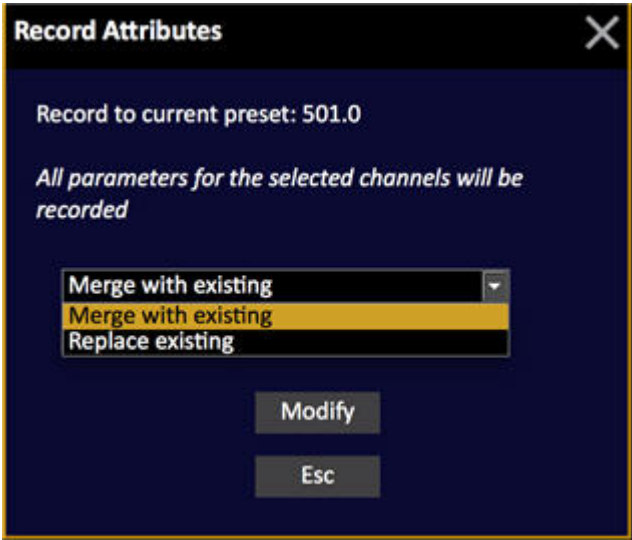 Record Attributes
Record to current preset: 501.0
All parameters for the selected channels will be
recorded
Merge with existing
Merge with existing
Replace existing
Modify
Esc